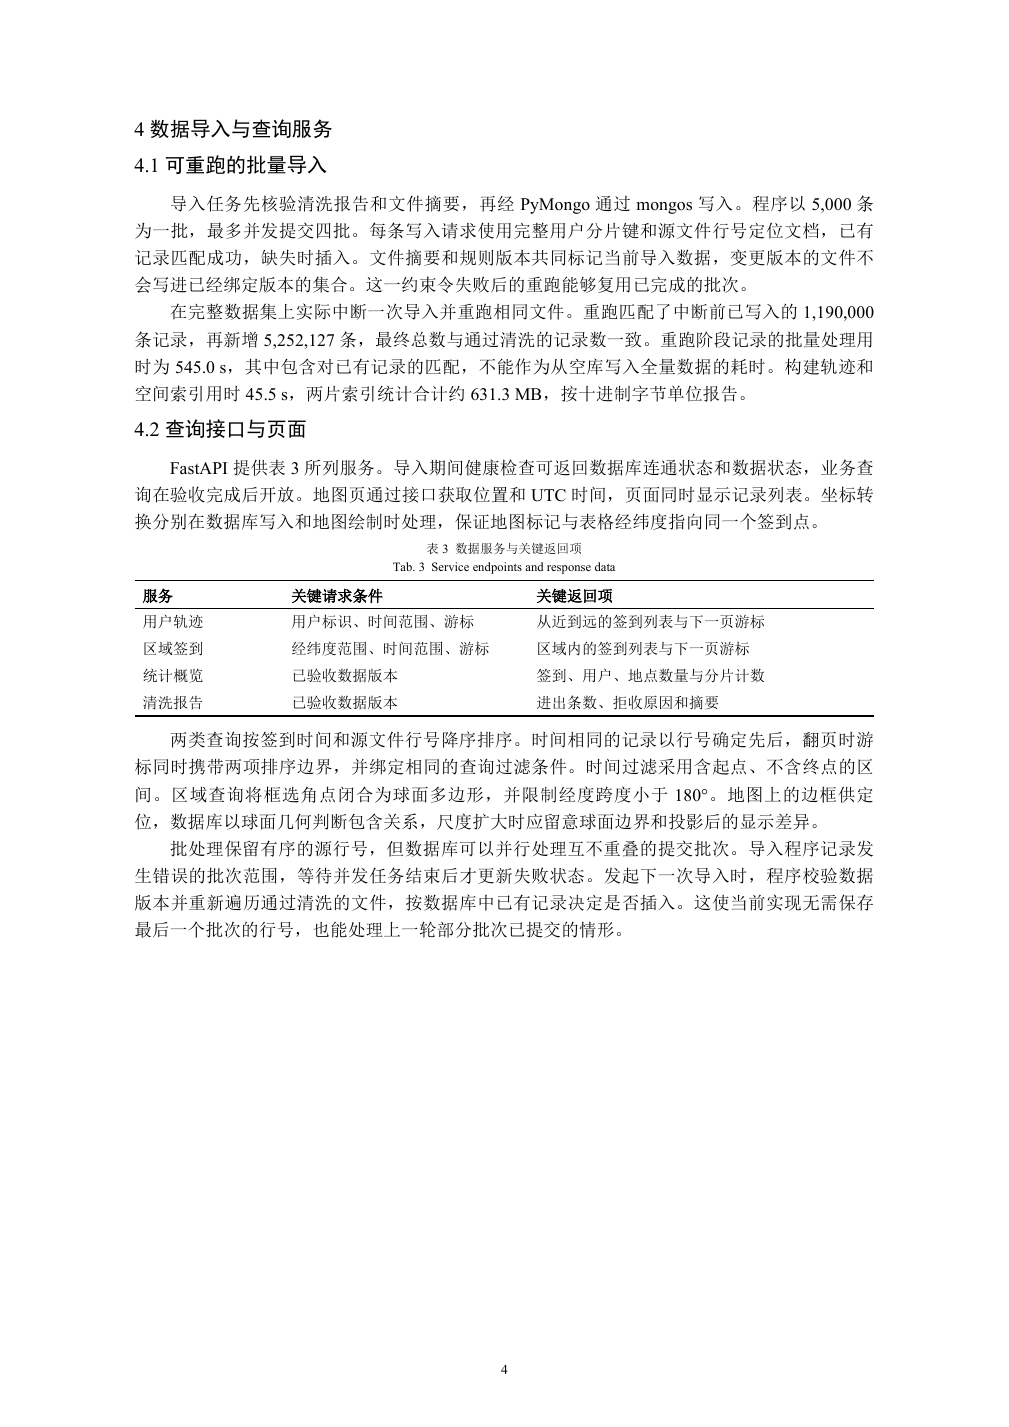 4 数据导入与查询服务
4.1 可重跑的批量导入
导入任务先核验清洗报告和文件摘要，再经 PyMongo 通过 mongos 写入。程序以 5,000 条
为一批，最多并发提交四批。每条写入请求使用完整用户分片键和源文件行号定位文档，已有
记录匹配成功，缺失时插入。文件摘要和规则版本共同标记当前导入数据，变更版本的文件不
会写进已经绑定版本的集合。这一约束令失败后的重跑能够复用已完成的批次。
在完整数据集上实际中断一次导入并重跑相同文件。重跑匹配了中断前已写入的 1,190,000
条记录，再新增 5,252,127 条，最终总数与通过清洗的记录数一致。重跑阶段记录的批量处理用
时为 545.0 s，其中包含对已有记录的匹配，不能作为从空库写入全量数据的耗时。构建轨迹和
空间索引用时 45.5 s，两片索引统计合计约 631.3 MB，按十进制字节单位报告。
4.2 查询接口与页面
FastAPI 提供表 3 所列服务。导入期间健康检查可返回数据库连通状态和数据状态，业务查
询在验收完成后开放。地图页通过接口获取位置和 UTC 时间，页面同时显示记录列表。坐标转
换分别在数据库写入和地图绘制时处理，保证地图标记与表格经纬度指向同一个签到点。
表 3 数据服务与关键返回项
Tab. 3 Service endpoints and response data
服务 关键请求条件 关键返回项
用户轨迹 用户标识、时间范围、游标 从近到远的签到列表与下一页游标
区域签到 经纬度范围、时间范围、游标 区域内的签到列表与下一页游标
统计概览 已验收数据版本 签到、用户、地点数量与分片计数
清洗报告 已验收数据版本 进出条数、拒收原因和摘要
两类查询按签到时间和源文件行号降序排序。时间相同的记录以行号确定先后，翻页时游
标同时携带两项排序边界，并绑定相同的查询过滤条件。时间过滤采用含起点、不含终点的区
间。区域查询将框选角点闭合为球面多边形，并限制经度跨度小于 180°。地图上的边框供定
位，数据库以球面几何判断包含关系，尺度扩大时应留意球面边界和投影后的显示差异。
批处理保留有序的源行号，但数据库可以并行处理互不重叠的提交批次。导入程序记录发
生错误的批次范围，等待并发任务结束后才更新失败状态。发起下一次导入时，程序校验数据
版本并重新遍历通过清洗的文件，按数据库中已有记录决定是否插入。这使当前实现无需保存
最后一个批次的行号，也能处理上一轮部分批次已提交的情形。
4